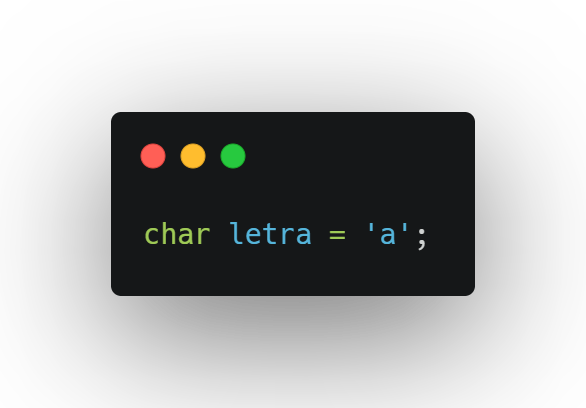 char letra = 'a';